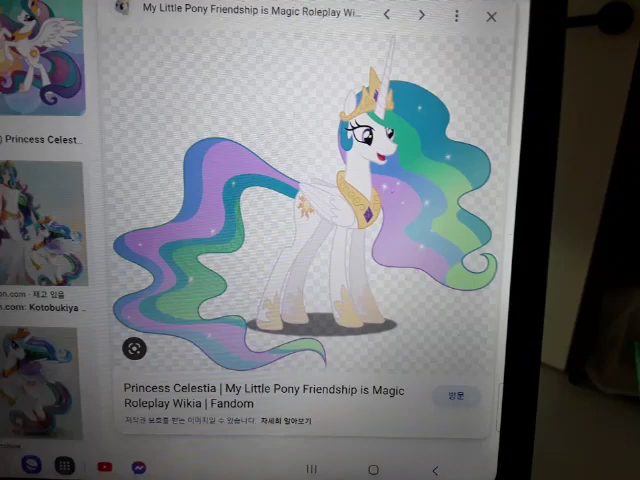 My Little Pony Friendship is Magic Roleplay Wi...
) Princess Celest...
on.com · 재고 있음
on.com: Kotobukiya ...
Princess Celestia | My Little Pony Friendship is Magic
Roleplay Wikia | Fandom
방문
저작권 보호를 받는 이미지일 수 있습니다. 자세히 알아보기